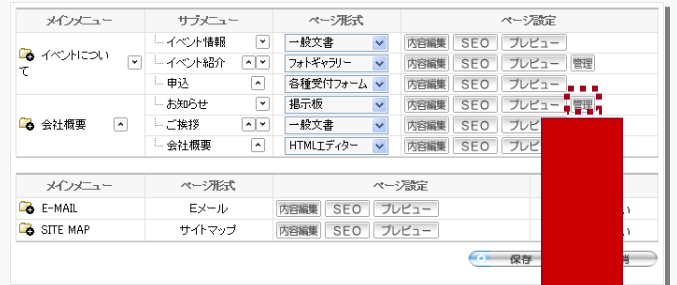 メインメニュー サブメニュー ページ形式 ページ設定
イベントについて イベント情報 一般文書 内容編集 SEO プレビュー
イベント紹介 フォトギャラリー 内容編集 SEO プレビュー 管理
申込 各種受付フォーム 内容編集 SEO プレビュー
会社概要 お知らせ 掲示板 内容編集 SEO プレビュー 管理
ご挨拶 一般文書 内容編集 SEO プレビ
会社概要 HTMLエディター 内容編集 SEO プレビ
メインメニュー ページ形式 ページ設定
E-MAIL Eメール 内容編集 SEO プレビュー い
SITE MAP サイトマップ 内容編集 SEO プレビュー い
保存